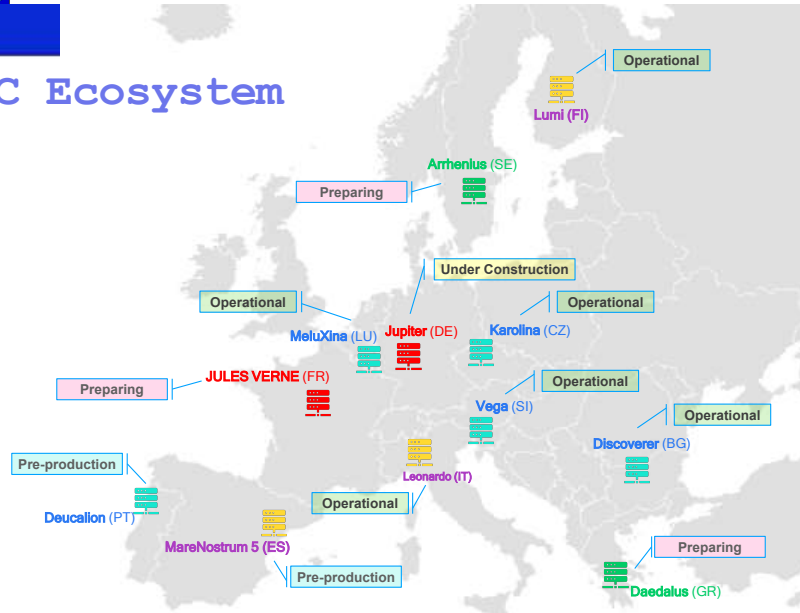 C Ecosystem
Operational
Lumi (FI)
Arrhenius (SE)
Preparing
Under Construction
Operational
Operational
MeluXina (LU)
Jupiter (DE)
Karolina (CZ)
JULES VERNE (FR)
Preparing
Operational
Vega (SI)
Operational
Discoverer (BG)
Pre-production
Leonardo (IT)
Operational
Deucalion (PT)
MareNostrum 5 (ES)
Preparing
Pre-production
Daedalus (GR)